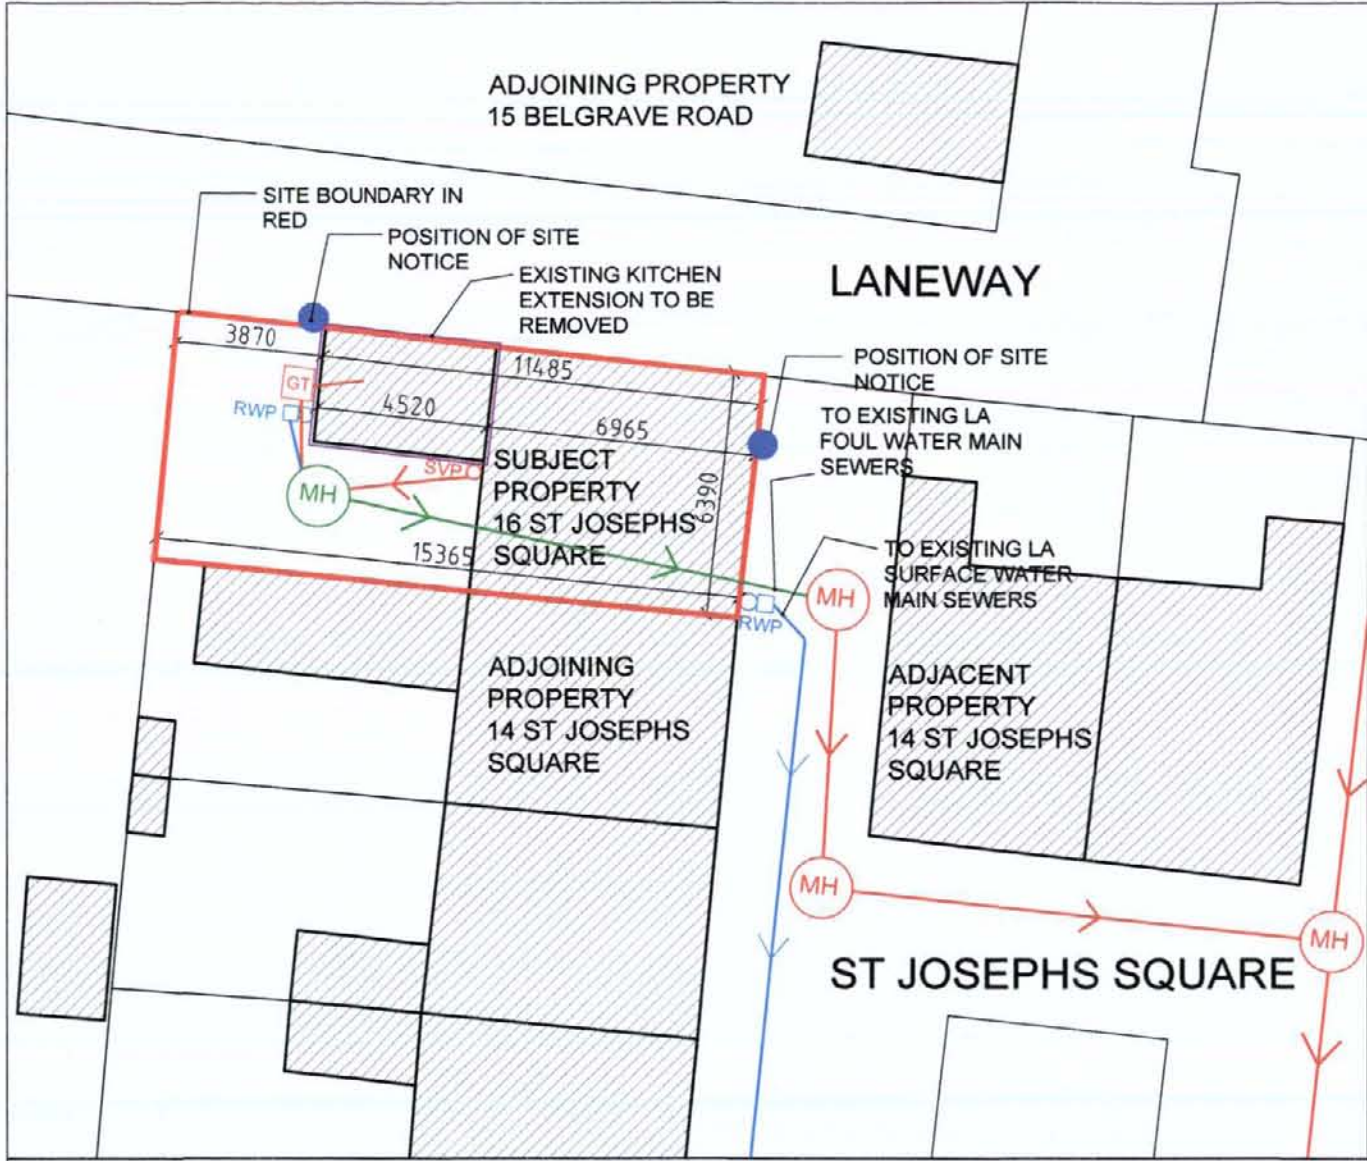 ADJOINING PROPERTY
15 BELGRAVE ROAD
SITE BOUNDARY IN
RED
POSITION OF SITE
NOTICE
EXISTING KITCHEN
EXTENSION TO BE
REMOVED
LANEWAY
3870
11485
4520
6965
GT
RWP
POSITION OF SITE
NOTICE
TO EXISTING LA
FOUL WATER MAIN
SEWERS
SVP
MH
SUBJECT
PROPERTY
16 ST JOSEPHS
SQUARE
6390
15365
TO EXISTING LA
SURFACE WATER
MAIN SEWERS
MH
RWP
ADJOINING
PROPERTY
14 ST JOSEPHS
SQUARE
ADJACENT
PROPERTY
14 ST JOSEPHS
SQUARE
MH
MH
ST JOSEPHS SQUARE